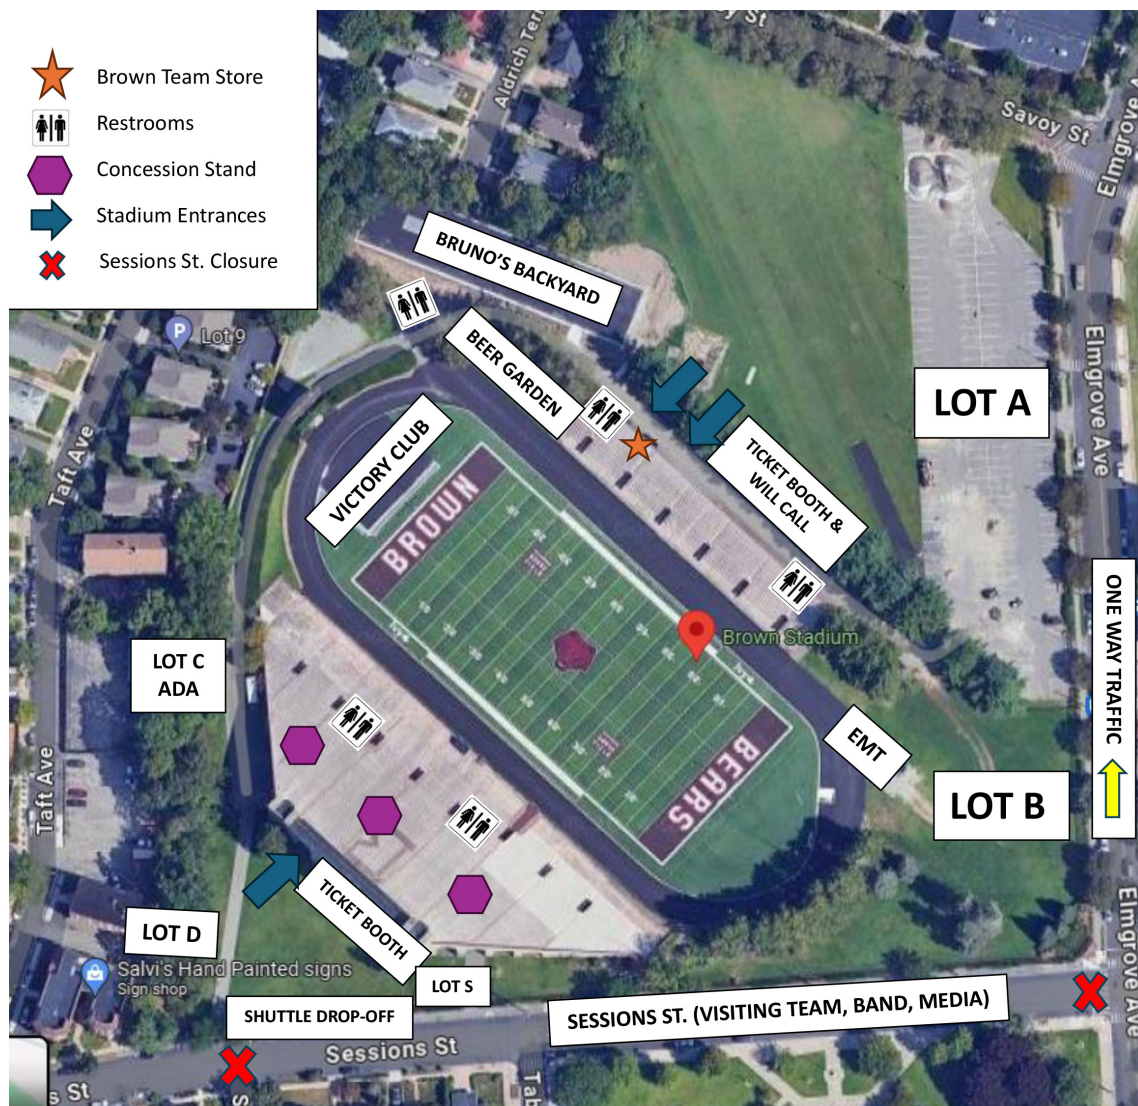 Brown Team Store
Restrooms
Concession Stand
Stadium Entrances
Sessions St. Closure
Aldrich Terr
Savoy St
Elmgrove A
BRUNO'S BACKYARD
P Lot 9
BEER GARDEN
Elmgrove Ave
LOT A
VICTORY CLUB
TICKET BOOTH &
WILL CALL
Taft Ave
BROWN
Brown Stadium
ONE WAY TRAFFIC
LOT C
ADA
EMT
BEARS
Taft Ave
LOT B
TICKET BOOTH
LOT D
Salvi's Hand Painted signs
Sign shop
LOT S
Elmgrove Ave
SHUTTLE DROP-OFF
SESSIONS ST. (VISITING TEAM, BAND, MEDIA)
Sessions St
s St
S
Tab